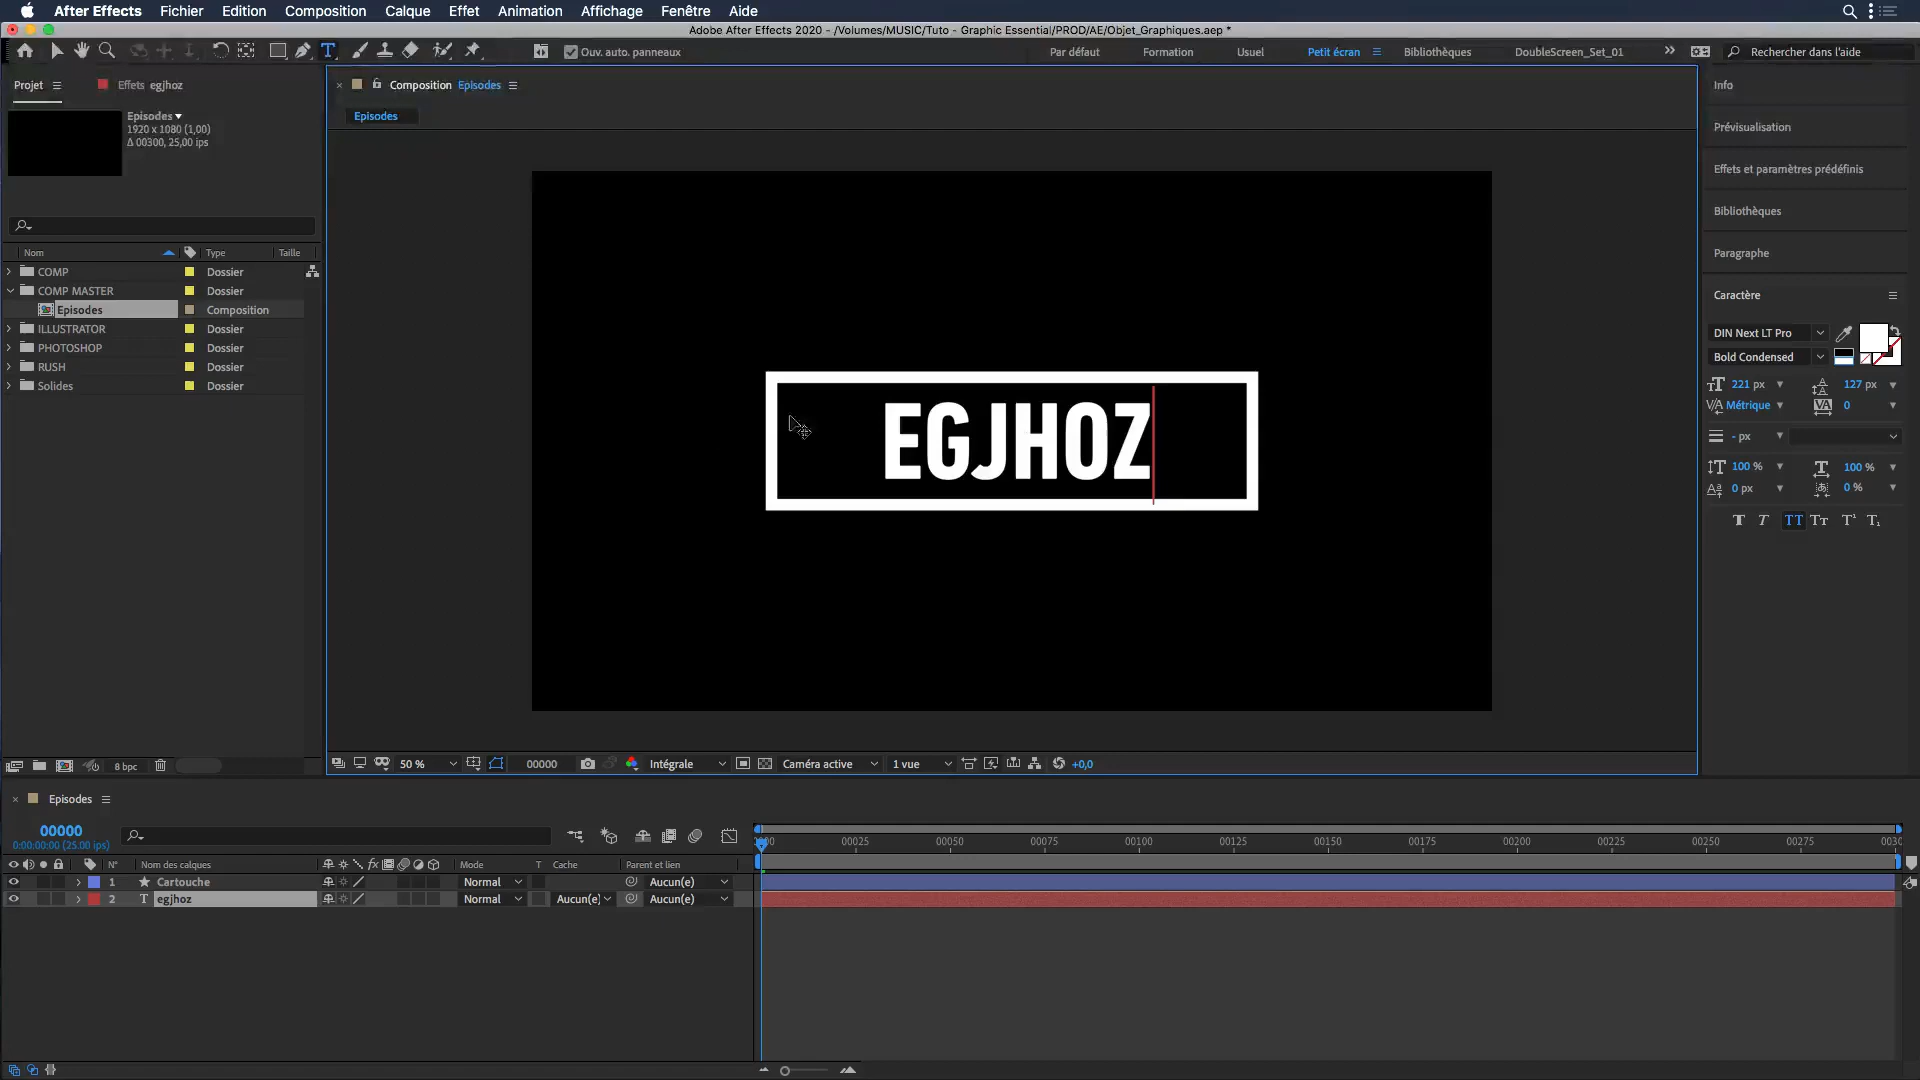 After Effects Fichier Edition Composition Calque Effet Animation Affichage Fenêtre Aide
Adobe After Effects 2020 - /Volumes/MUSIC/Tuto - Graphic Essential/PROD/AE/Objet_Graphiques.aep *
Ouv. auto. panneaux Par défaut Formation Usuel Petit écran Bibliothèques DoubleScreen_Set_01 Rechercher dans l'aide
Projet Effets egjhoz
Composition Episodes
Episodes
Episodes
1920 x 1080 (1,00)
Δ 00300, 25,00 ips
Nom Type Taille
COMP Dossier
COMP MASTER Dossier
Episodes Composition
ILLUSTRATOR Dossier
PHOTOSHOP Dossier
RUSH Dossier
Solides Dossier
8 bpc
EGJHOZ
50 % 00000 Intégrale Caméra active 1 vue +0,0
Info
Prévisualisation
Effets et paramètres prédéfinis
Bibliothèques
Paragraphe
Caractère
DIN Next LT Pro
Bold Condensed
221 px 127 px
Métrique 0
- px
100 % 100 %
0 px 0 %
T T TT Tт T¹ T₁
Episodes
00000
0:00:00:00 (25.00 ips)
00025 00050 00075 00100 00125 00150 00175 00200 00225 00250 00275
N° Nom des calques Mode T Cache Parent et lien
1 Cartouche Normal Aucun(e)
2 T egjhoz Normal Aucun(e) Aucun(e)